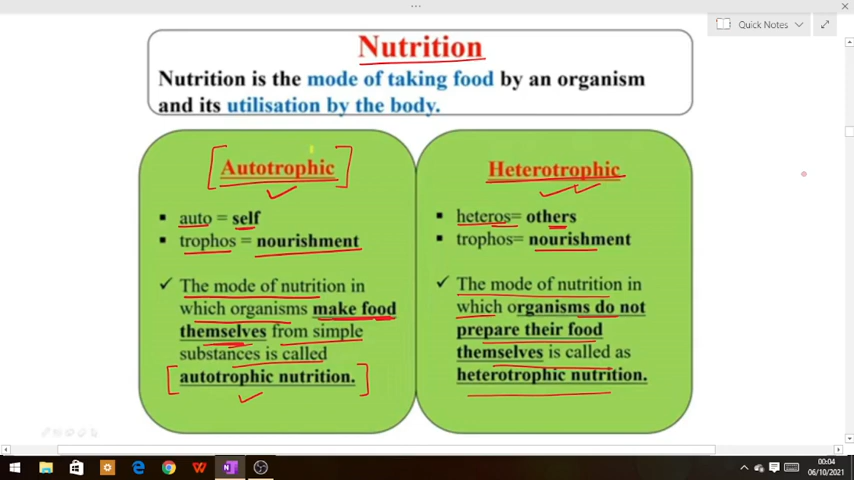 Quick Notes
Nutrition
Nutrition is the mode of taking food by an organism
and its utilisation by the body.
Autotrophic
▪ auto = self
▪ trophos = nourishment
✓ The mode of nutrition in
which organisms make food
themselves from simple
substances is called
autotrophic nutrition.
Heterotrophic
▪ heteros= others
▪ trophos= nourishment
✓ The mode of nutrition in
which organisms do not
prepare their food
themselves is called as
heterotrophic nutrition.
00:04
06/10/2021